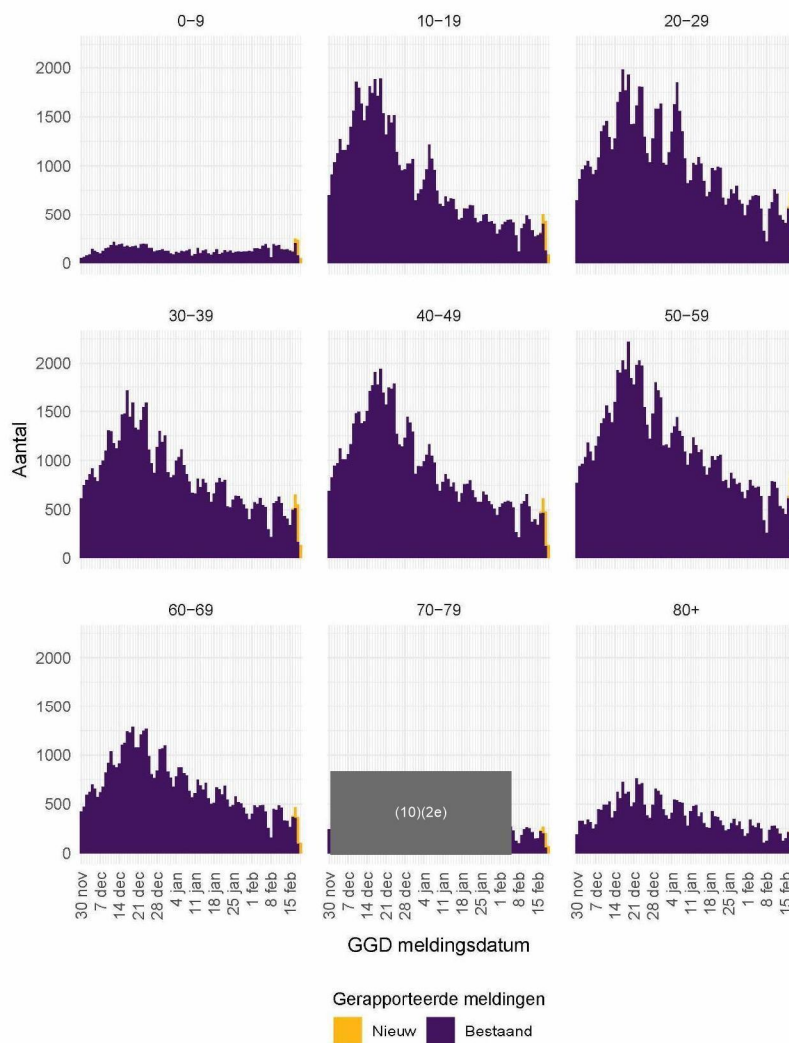 0−9
10−19
20−29
2000
1500
1000
500
0
30−39
40−49
50−59
2000
1500
1000
500
0
Aantal
60−69
70−79
80+
2000
1500
1000
500
0
(10)(2e)
30 nov
7 dec
14 dec
21 dec
28 dec
4 jan
11 jan
18 jan
25 jan
1 feb
8 feb
15 feb
30 nov
7 dec
14 dec
21 dec
28 dec
4 jan
11 jan
18 jan
25 jan
1 feb
8 feb
15 feb
30 nov
7 dec
14 dec
21 dec
28 dec
4 jan
11 jan
18 jan
25 jan
1 feb
8 feb
15 feb
GGD meldingsdatum
Gerapporteerde meldingen
Nieuw
Bestaand